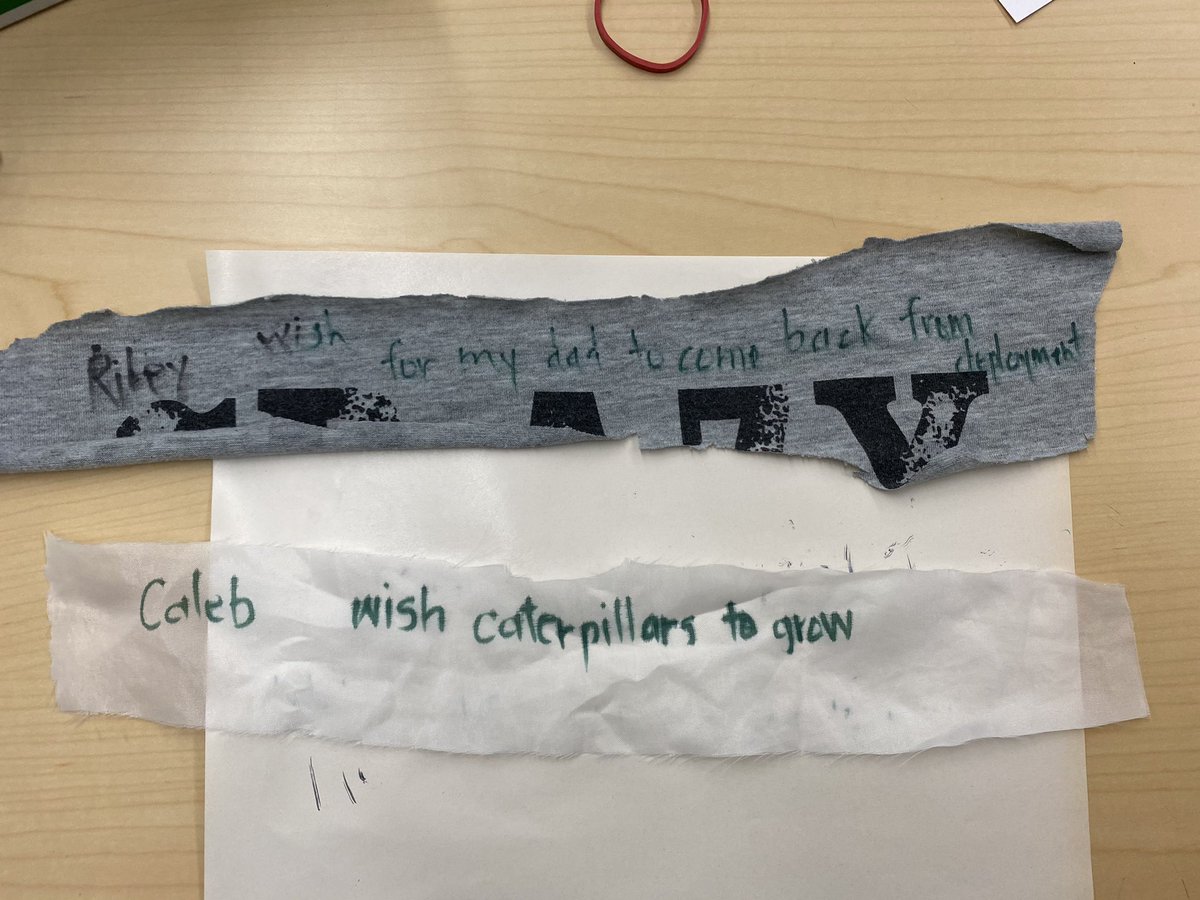 Riley wish for my dad to come back from deployment
Caleb wish caterpillars to grow